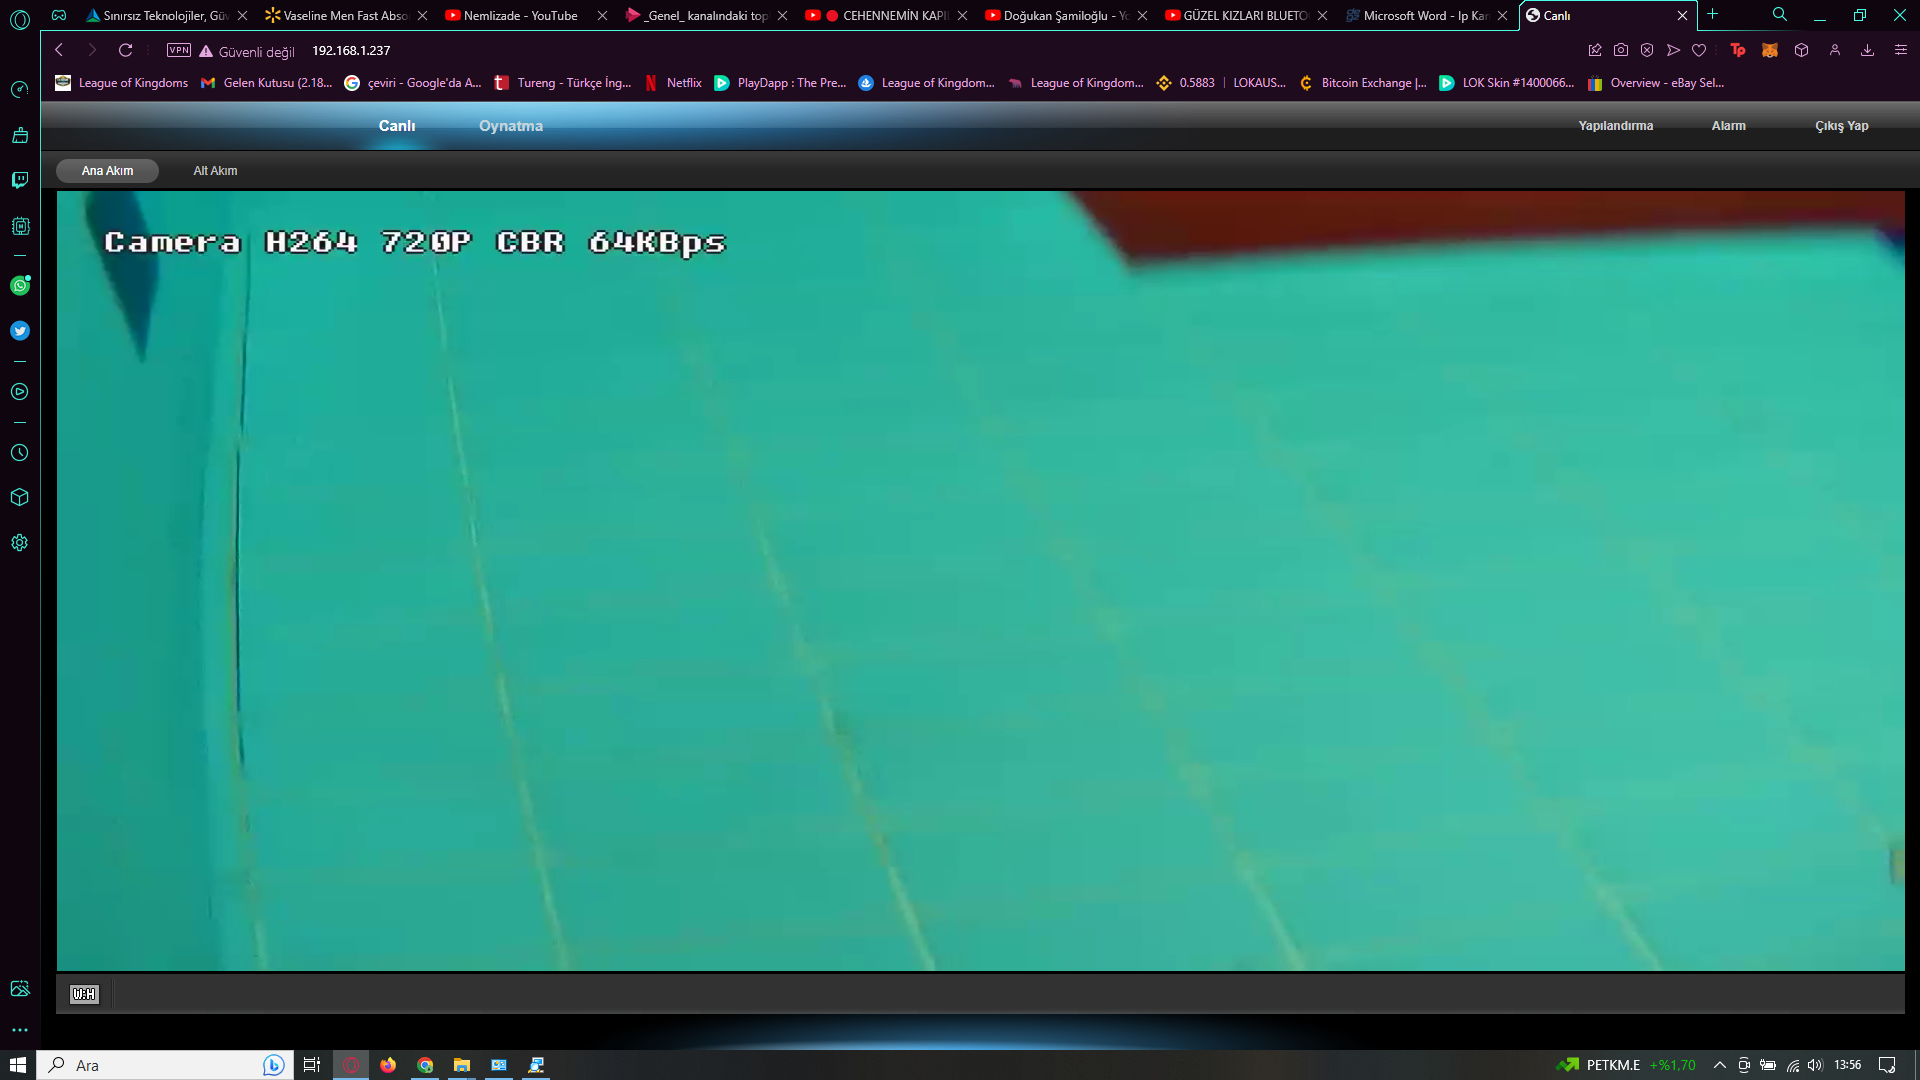 Sınırsız Teknolojiler, Gü
Vaseline Men Fast Abso
Nemlizade - YouTube
_Genel_ kanalındaki top
CEHENNEMİN KAPI
Doğukan Şamiloğlu - Yo
GÜZEL KIZLARI BLUETO
Microsoft Word - Ip Kar
Canlı
VPN
Güvenli değil
192.168.1.237
Tp
League of Kingdoms
Gelen Kutusu (2.18...
çeviri - Google'da A...
Tureng - Türkçe İng...
Netflix
PlayDapp : The Pre...
League of Kingdom...
League of Kingdom...
0.5883 | LOKAUS...
Bitcoin Exchange |...
LOK Skin #1400066...
Overview - eBay Sel...
Canlı
Oynatma
Yapılandırma
Alarm
Çıkış Yap
Ana Akım
Alt Akım
Camera H264 720P CBR 64KBps
W:H
Ara
PETKM.E +%1,70
13:56